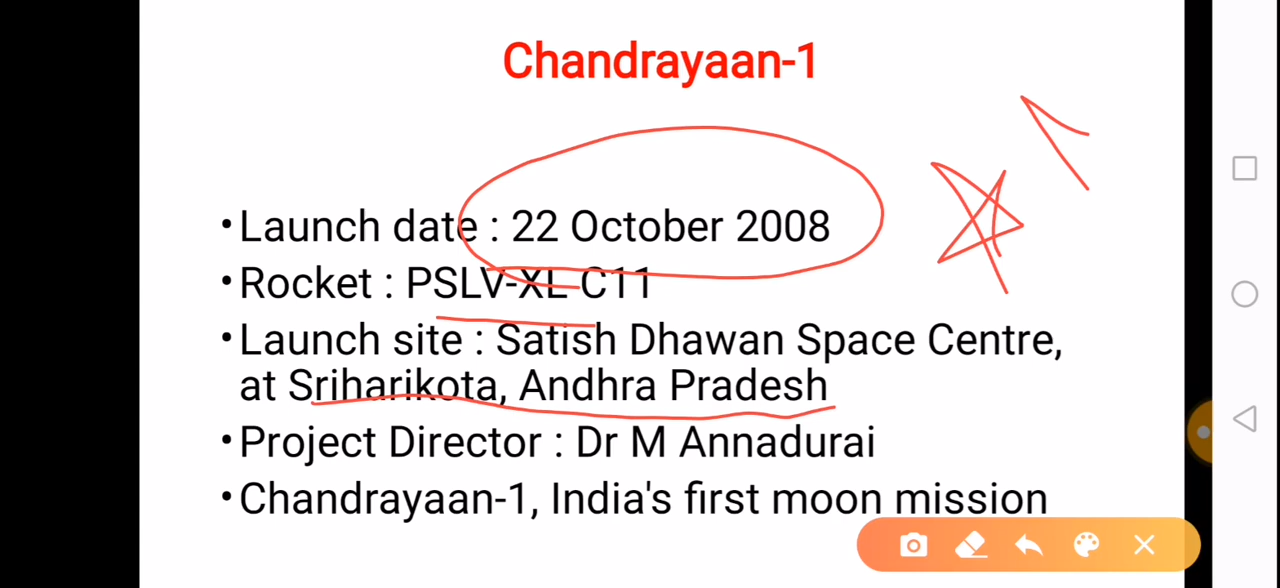 Chandrayaan-1
•Launch date : 22 October 2008
•Rocket : PSLV-XL C11
•Launch site : Satish Dhawan Space Centre,
at Sriharikota, Andhra Pradesh
•Project Director : Dr M Annadurai
•Chandrayaan-1, India's first moon mission